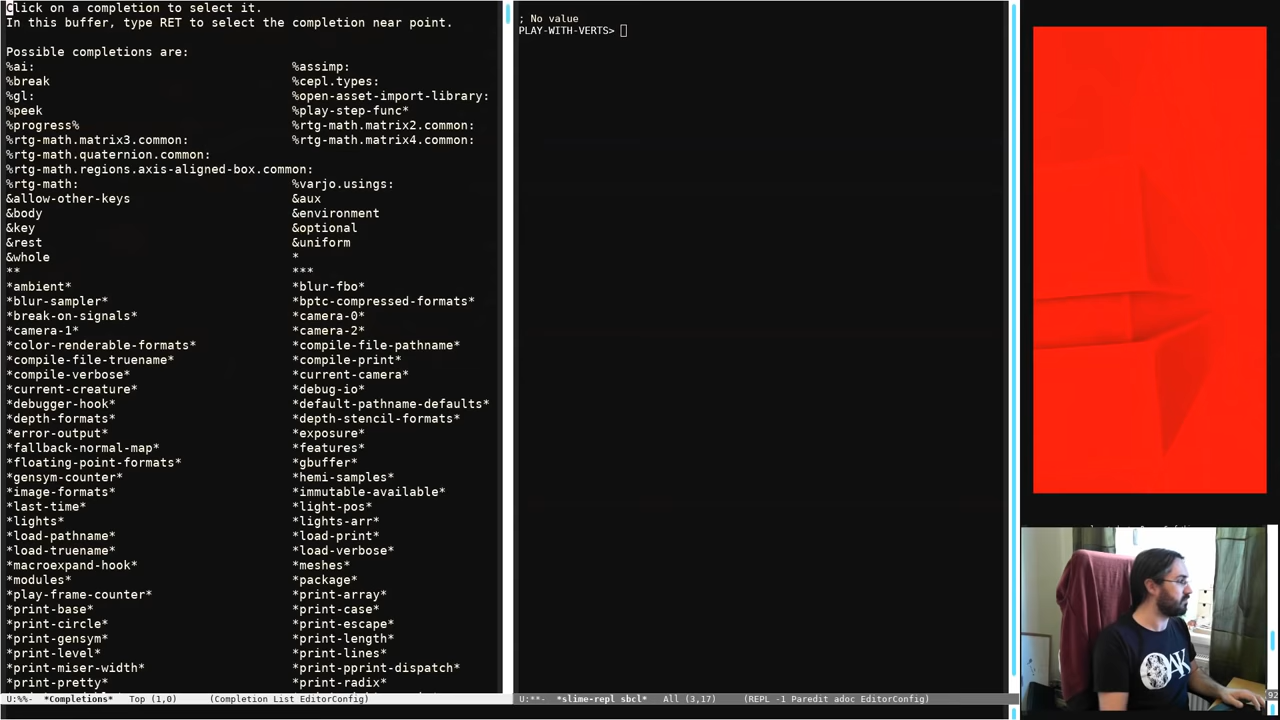 Click on a completion to select it.
In this buffer, type RET to select the completion near point.
Possible completions are:
%ai: %assimp:
%break %cepl.types:
%gl: %open-asset-import-library:
%peek %play-step-func*
%progress% %rtg-math.matrix2.common:
%rtg-math.matrix3.common: %rtg-math.matrix4.common:
%rtg-math.quaternion.common:
%rtg-math.regions.axis-aligned-box.common:
%rtg-math: %varjo.usings:
&allow-other-keys &aux
&body &environment
&key &optional
&rest &uniform
&whole *
** ***
*ambient* *blur-fbo*
*blur-sampler* *bptc-compressed-formats*
*break-on-signals* *camera-0*
*camera-1* *camera-2*
*color-renderable-formats* *compile-file-pathname*
*compile-file-truename* *compile-print*
*compile-verbose* *current-camera*
*current-creature* *debug-io*
*debugger-hook* *default-pathname-defaults*
*depth-formats* *depth-stencil-formats*
*error-output* *exposure*
*fallback-normal-map* *features*
*floating-point-formats* *gbuffer*
*gensym-counter* *hemi-samples*
*image-formats* *immutable-available*
*last-time* *light-pos*
*lights* *lights-arr*
*load-pathname* *load-print*
*load-truename* *load-verbose*
*macroexpand-hook* *meshes*
*modules* *package*
*play-frame-counter* *print-array*
*print-base* *print-case*
*print-circle* *print-escape*
*print-gensym* *print-length*
*print-level* *print-lines*
*print-miser-width* *print-pprint-dispatch*
*print-pretty* *print-radix*
U:%%- *Completions* Top (1,0) (Completion List EditorConfig)
; No value
PLAY-WITH-VERTS>
U:**- *slime-repl sbcl* All (3,17) (REPL -1 Paredit adoc EditorConfig)
OAK
92